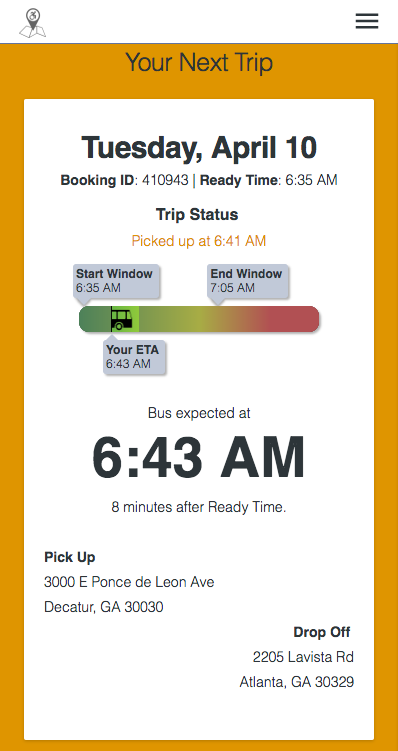 Your Next Trip
Tuesday, April 10
Booking ID: 410943 | Ready Time: 6:35 AM
Trip Status
Picked up at 6:41 AM
Start Window
6:35 AM
End Window
7:05 AM
Your ETA
6:43 AM
Bus expected at
6:43 AM
8 minutes after Ready Time.
Pick Up
3000 E Ponce de Leon Ave
Decatur, GA 30030
Drop Off
2205 Lavista Rd
Atlanta, GA 30329